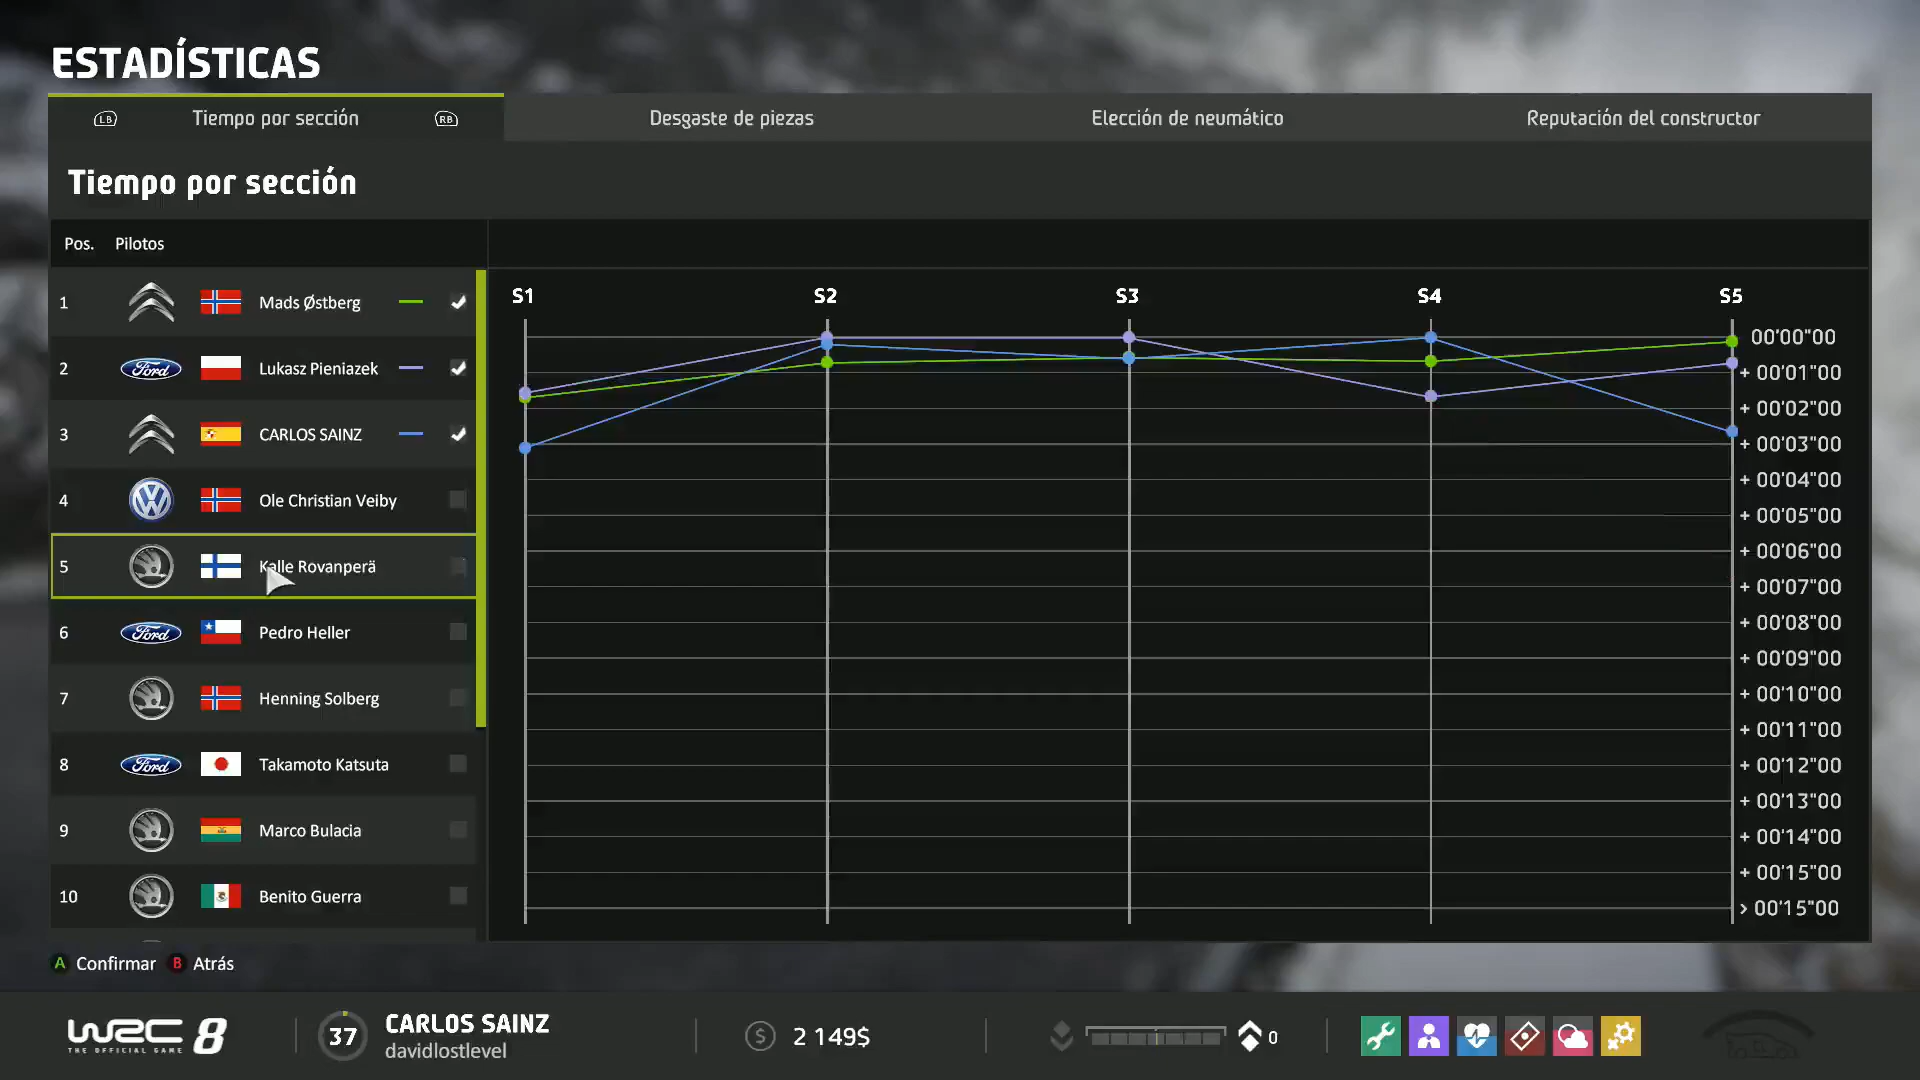 ESTADÍSTICAS
LB Tiempo por sección RB Desgaste de piezas Elección de neumático Reputación del constructor
Tiempo por sección
Pos. Pilotos
S1 S2 S3 S4 S5
1 Mads Østberg
2 Ford Lukasz Pieniazek
3 CARLOS SAINZ
4 Ole Christian Veiby
5 Kalle Rovanperä
6 Ford Pedro Heller
7 Henning Solberg
8 Ford Takamoto Katsuta
9 Marco Bulacia
10 Benito Guerra
00'00"00
+ 00'01"00
+ 00'02"00
+ 00'03"00
+ 00'04"00
+ 00'05"00
+ 00'06"00
+ 00'07"00
+ 00'08"00
+ 00'09"00
+ 00'10"00
+ 00'11"00
+ 00'12"00
+ 00'13"00
+ 00'14"00
+ 00'15"00
> 00'15"00
A Confirmar B Atrás
WRC 8
THE OFFICIAL GAME
37 CARLOS SAINZ
davidlostlevel
$ 2 149$
0